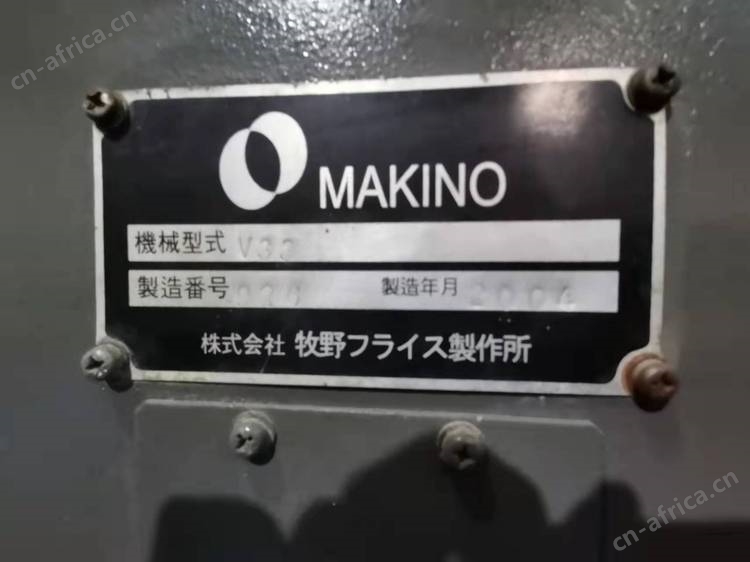 cn-africa.cn
MAKINO
機械型式 V33
製造番号 製造年月 2004
株式会社 牧野フライス製作所
cn-africa.cn